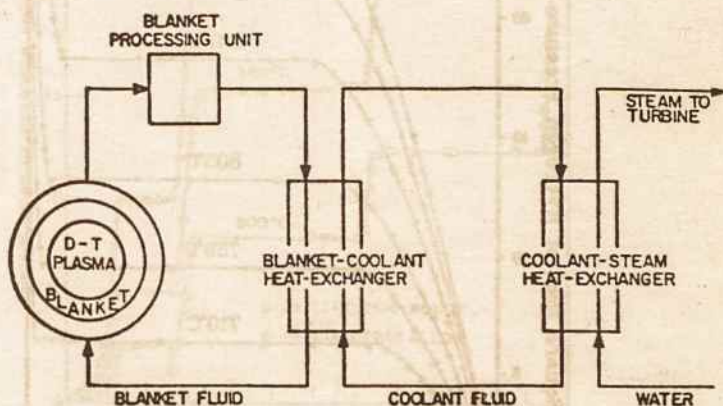 BLANKET
PROCESSING UNIT
STEAM TO
TURBINE
D-T
PLASMA
BLANKET
BLANKET-COOLANT
HEAT-EXCHANGER
COOLANT-STEAM
HEAT-EXCHANGER
BLANKET FLUID
COOLANT FLUID
WATER